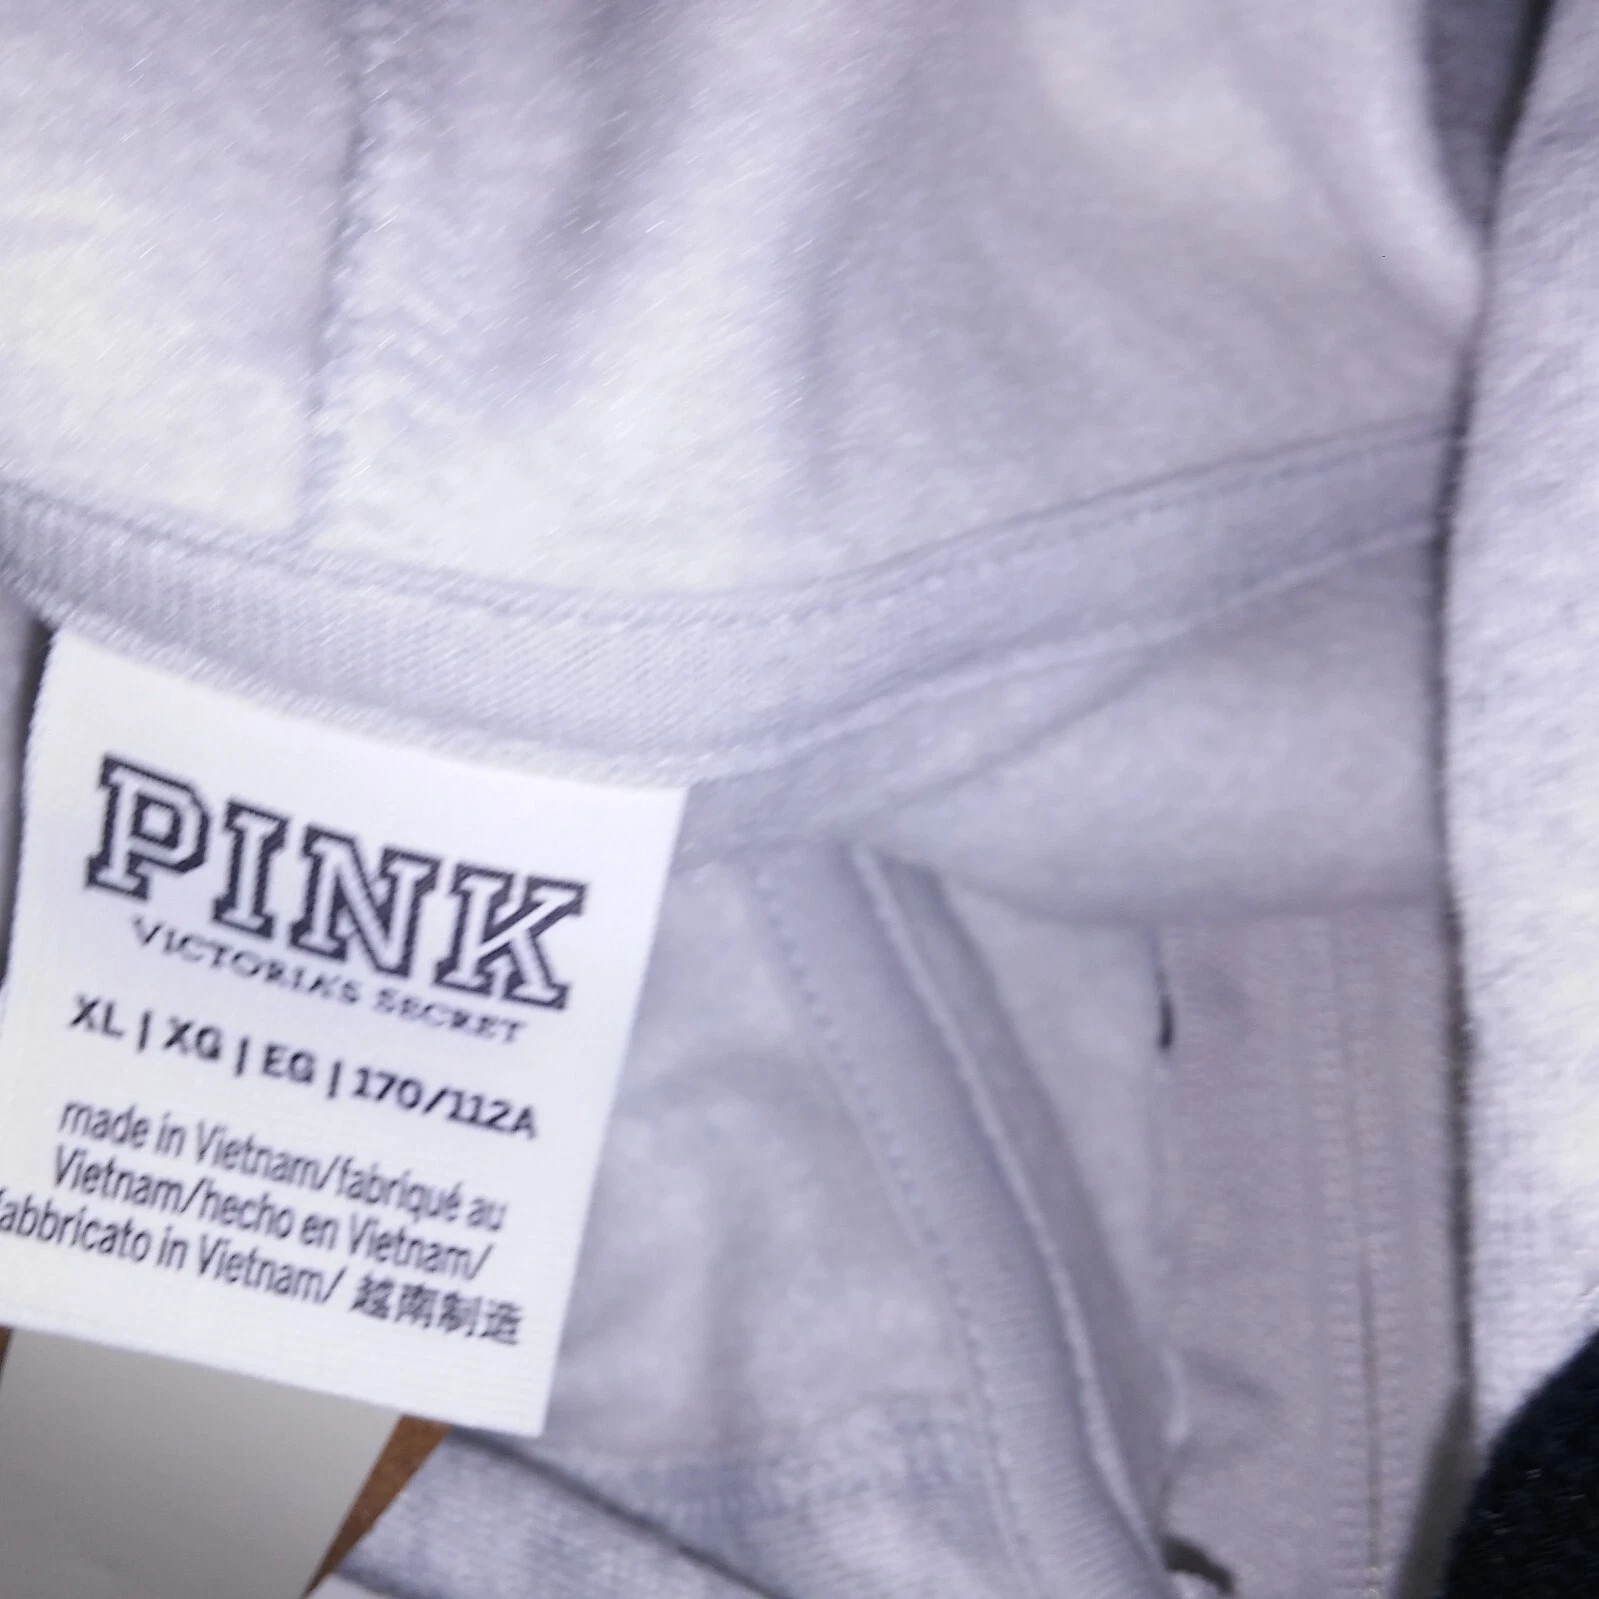 PINK
VICTORIA'S SECRET
XL | XG | EG | 170/112A
made in Vietnam/fabriqué au
Vietnam/hecho en Vietnam/
fabbricato in Vietnam/ 越南制造